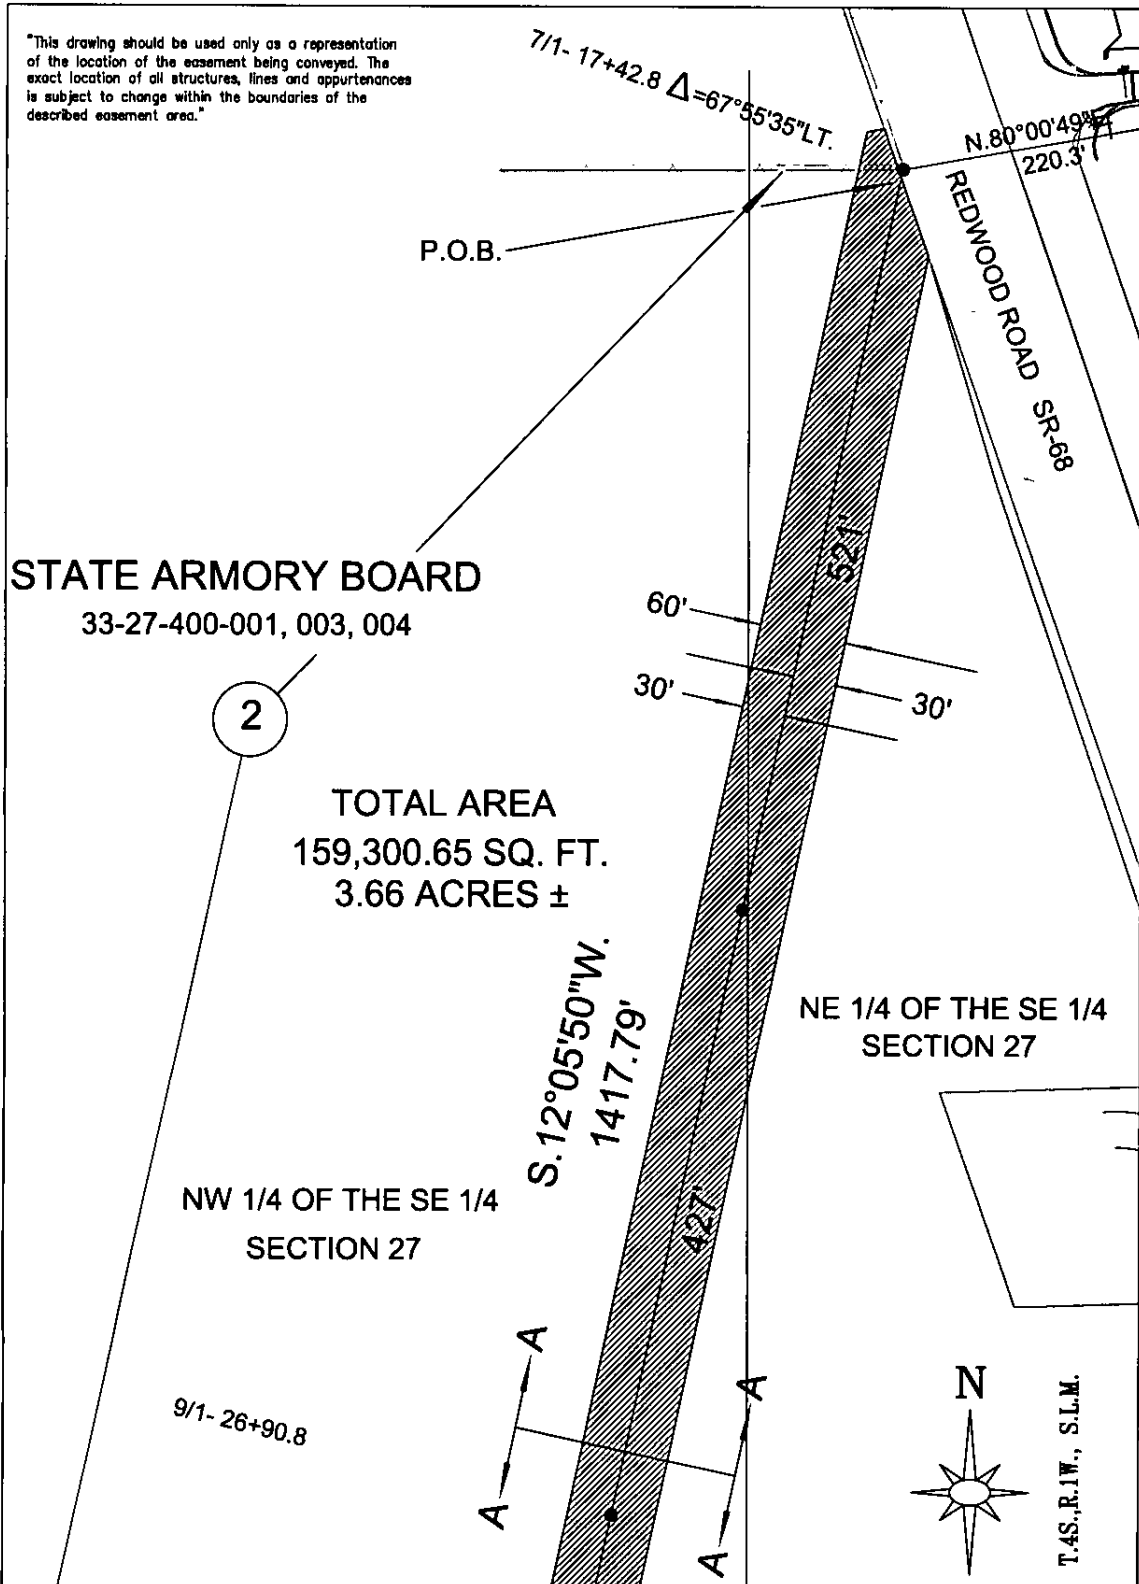 "This drawing should be used only as a representation
of the location of the easement being conveyed. The
exact location of all structures, lines and appurtenances
is subject to change within the boundaries of the
described easement area."
7/1- 17+42.8 Δ=67°55'35"LT.
N.80°00'49"E
220.3'
P.O.B.
REDWOOD ROAD SR-68
521'
STATE ARMORY BOARD
33-27-400-001, 003, 004
60'
30'
30'
2
TOTAL AREA
159,300.65 SQ. FT.
3.66 ACRES ±
S.12°05'50"W.
1417.79'
NE 1/4 OF THE SE 1/4
SECTION 27
427'
NW 1/4 OF THE SE 1/4
SECTION 27
A
A
9/1- 26+90.8
A
A
N
T.4S.,R.1W., S.L.M.